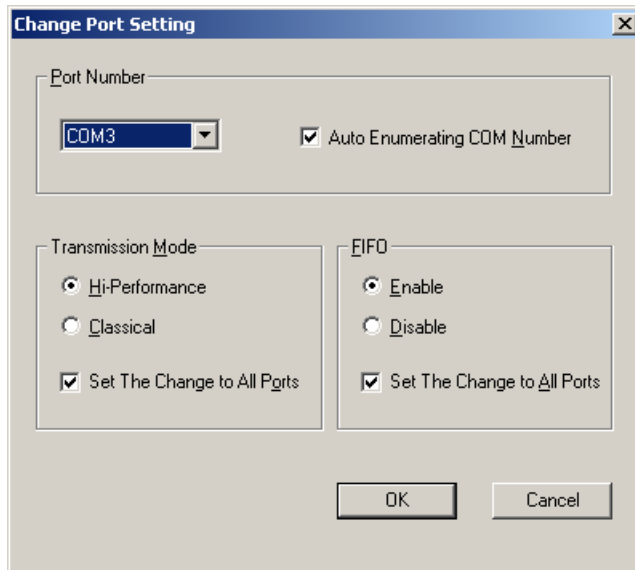 Change Port Setting
Port Number
COM3
Auto Enumerating COM Number
Transmission Mode
Hi-Performance
Classical
Set The Change to All Ports
FIFO
Enable
Disable
Set The Change to All Ports
OK
Cancel